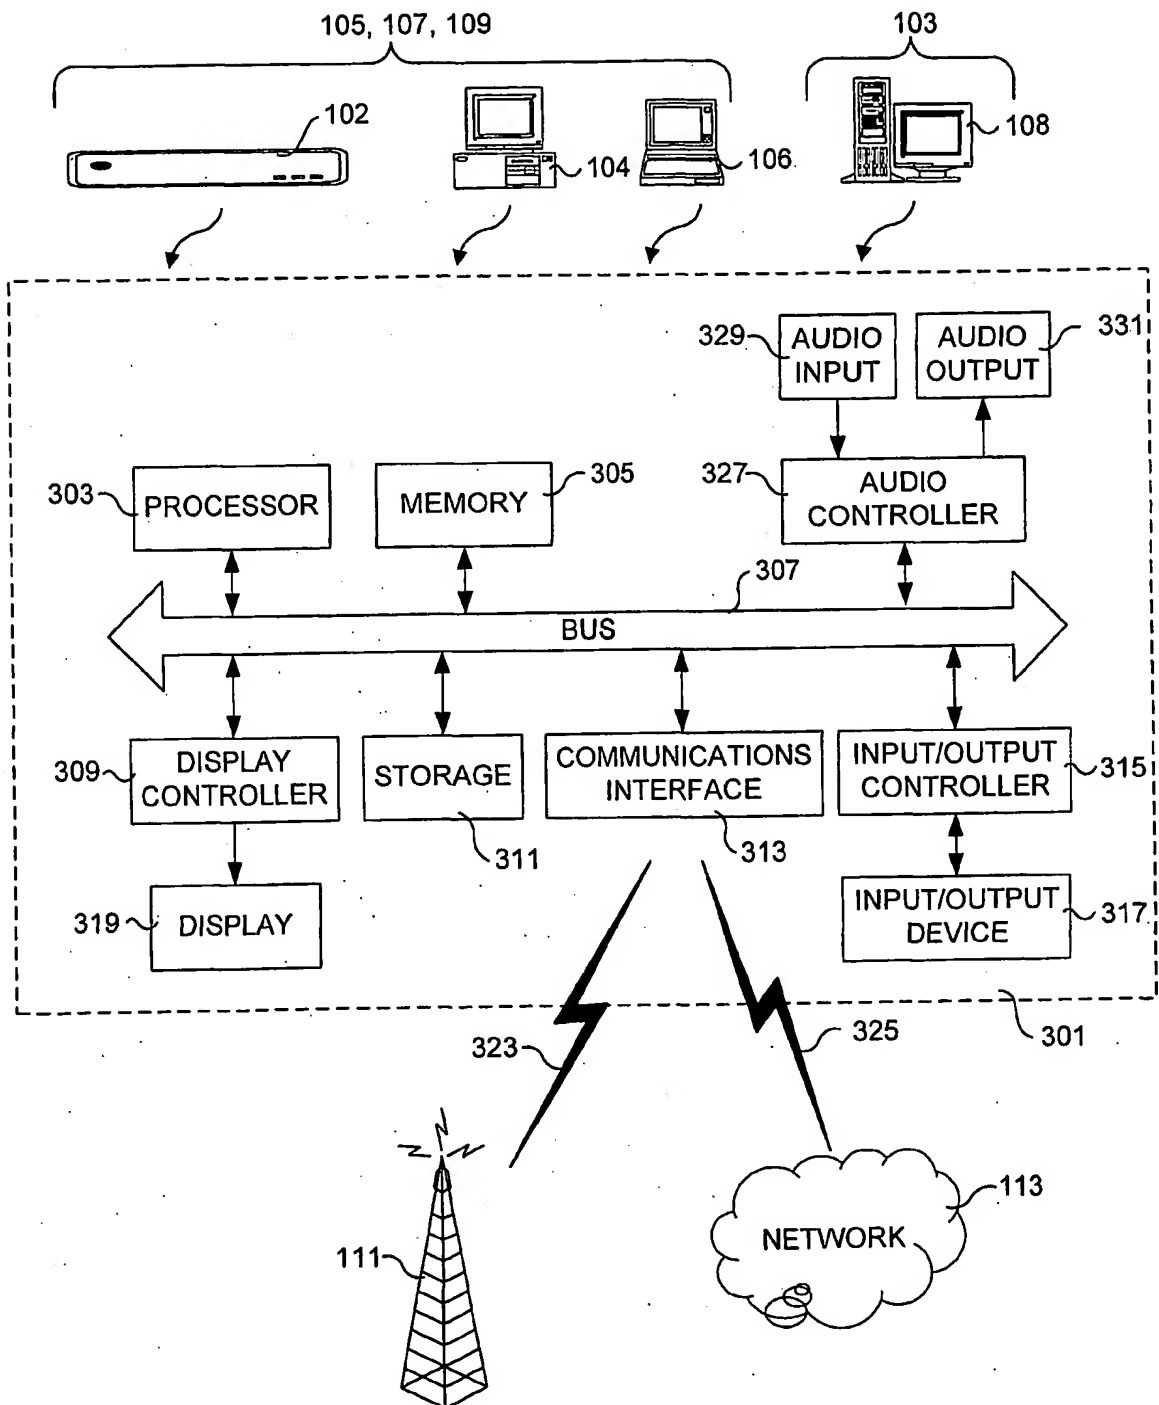 105, 107, 109
103
102
104
106
108
329
AUDIO
INPUT
AUDIO
OUTPUT
331
303
PROCESSOR
MEMORY
305
327
AUDIO
CONTROLLER
307
BUS
309
DISPLAY
CONTROLLER
STORAGE
311
COMMUNICATIONS
INTERFACE
313
INPUT/OUTPUT
CONTROLLER
315
319
DISPLAY
INPUT/OUTPUT
DEVICE
317
323
325
301
111
NETWORK
113